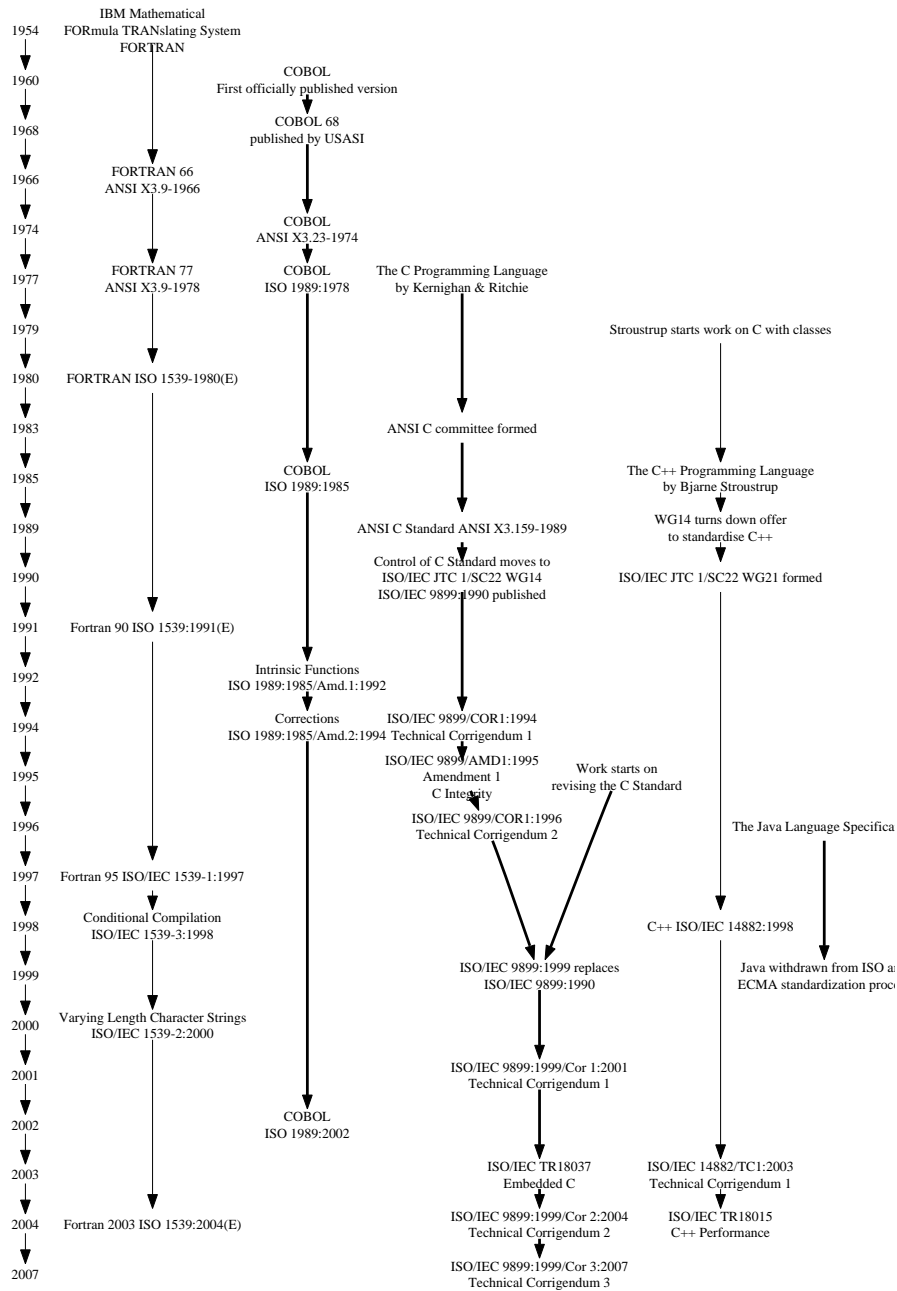 IBM Mathematical
1954 FORmula TRANslating System
FORTRAN
COBOL
1960 First officially published version
COBOL 68
1968 published by USASI
FORTRAN 66
1966 ANSI X3.9-1966
COBOL
1974 ANSI X3.23-1974
FORTRAN 77 COBOL The C Programming Language
1977 ANSI X3.9-1978 ISO 1989:1978 by Kernighan & Ritchie
1979 Stroustrup starts work on C with classes
1980 FORTRAN ISO 1539-1980(E)
1983 ANSI C committee formed
COBOL The C++ Programming Language
1985 ISO 1989:1985 by Bjarne Stroustrup
WG14 turns down offer
1989 ANSI C Standard ANSI X3.159-1989 to standardise C++
Control of C Standard moves to
1990 ISO/IEC JTC 1/SC22 WG14 ISO/IEC JTC 1/SC22 WG21 formed
ISO/IEC 9899:1990 published
1991 Fortran 90 ISO 1539:1991(E)
Intrinsic Functions
1992 ISO 1989:1985/Amd.1:1992
Corrections ISO/IEC 9899/COR1:1994
1994 ISO 1989:1985/Amd.2:1994 Technical Corrigendum 1
ISO/IEC 9899/AMD1:1995 Work starts on
1995 Amendment 1 revising the C Standard
C Integrity
ISO/IEC 9899/COR1:1996
1996 Technical Corrigendum 2 The Java Language
1997 Fortran 95 ISO/IEC 1539-1:1997
Conditional Compilation
1998 ISO/IEC 1539-3:1998 C++ ISO/IEC 14882:1998
ISO/IEC 9899:1999 replaces Java withdrawn from ISO
1999 ISO/IEC 9899:1990 ECMA standardization
Varying Length Character Strings
2000 ISO/IEC 1539-2:2000
ISO/IEC 9899:1999/Cor 1:2001
2001 Technical Corrigendum 1
COBOL
2002 ISO 1989:2002
ISO/IEC TR18037 ISO/IEC 14882/TC1:2003
2003 Embedded C Technical Corrigendum 1
ISO/IEC 9899:1999/Cor 2:2004 ISO/IEC TR18015
2004 Fortran 2003 ISO 1539:2004(E) Technical Corrigendum 2 C++ Performance
ISO/IEC 9899:1999/Cor 3:2007
2007 Technical Corrigendum 3